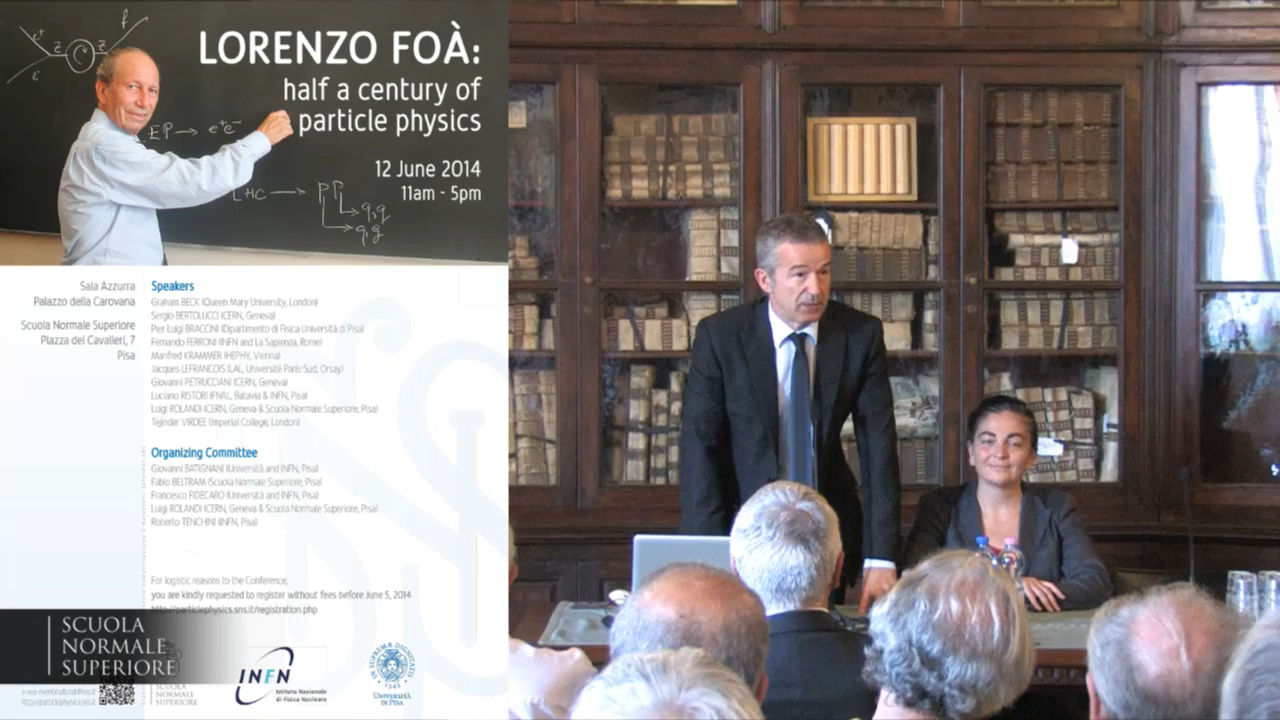 LORENZO FOÀ:
half a century of
particle physics
12 June 2014
11am - 5pm
EP → e⁺e⁻
LHC → PP
q,q
q,g
Sala Azzurra
Palazzo della Carovana
Scuola Normale Superiore
Piazza dei Cavalieri, 7
Pisa
Speakers
Graham BECK (Queen Mary University, London)
Sergio BERTOLUCCI (CERN, Geneva)
Pier Luigi BRACCINI (Dipartimento di Fisica Università di Pisa)
Fernando FERRONI (INFN and La Sapienza, Rome)
Manfred KRAMMER (HEPHY, Vienna)
Jacques LEFRANCOIS (LAL, Université Paris-Sud, Orsay)
Giovanni PETRUCCIANI (CERN, Geneva)
Luciano RISTORI (FNAL, Batavia & INFN, Pisa)
Luigi ROLANDI (CERN, Geneva & Scuola Normale Superiore, Pisa)
Tejinder VIRDEE (Imperial College, London)
Organizing Committee
Giovanni BATIGNANI (Università and INFN, Pisa)
Fabio BELTRAM (Scuola Normale Superiore, Pisa)
Francesco FIDECARO (Università and INFN, Pisa)
Luigi ROLANDI (CERN, Geneva & Scuola Normale Superiore, Pisa)
Roberto TENCHINI (INFN, Pisa)
For logistic reasons to the Conference,
you are kindly requested to register without fees before June 5, 2014
http://particlephysics.sns.it/registration.php
SCUOLA
NORMALE
SUPERIORE
SCUOLA
NORMALE
SUPERIORE
INFN
Istituto Nazionale
di Fisica Nucleare
IN SUPREMÆ DIGNITATIS
1343
UNIVERSITÀ
DI PISA